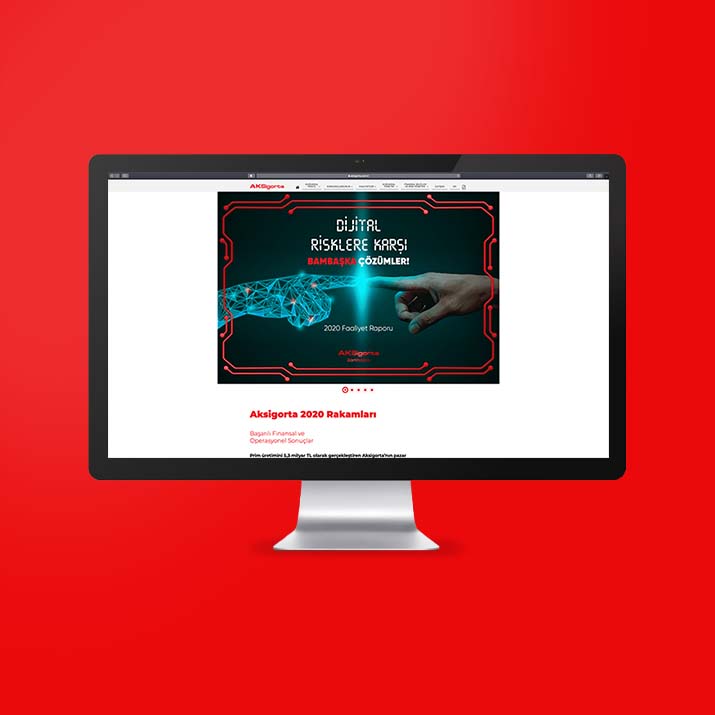 AKSigorta
DİJİTAL
RİSKLERE KARŞI
BAMBAŞKA ÇÖZÜMLER!
2020 Faaliyet Raporu
AKSigorta
Aksigorta 2020 Rakamları
Başarılı Finansal ve
Operasyonel Sonuçlar
Prim üretimini 5,3 milyar TL olarak gerçekleştiren Aksigorta'nın pazar